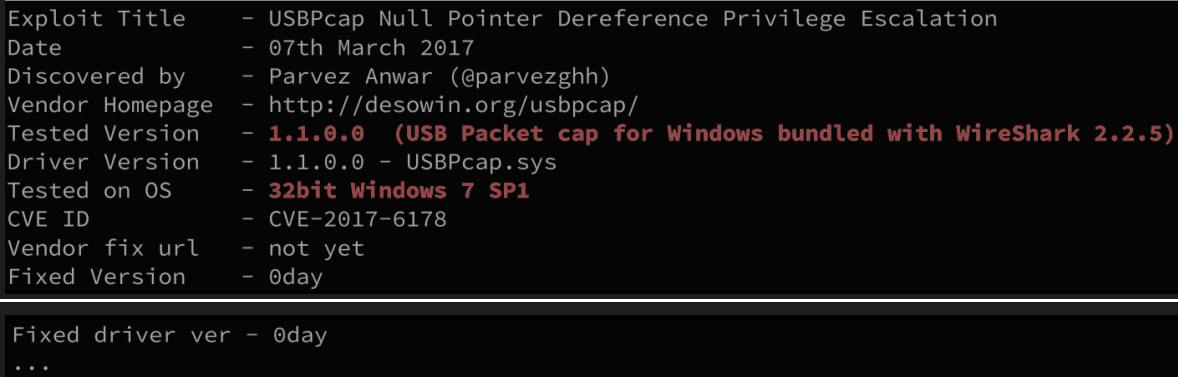 Exploit Title - USBPcap Null Pointer Dereference Privilege Escalation
Date - 07th March 2017
Discovered by - Parvez Anwar (@parvezghh)
Vendor Homepage - http://desowin.org/usbpcap/
Tested Version - 1.1.0.0 (USB Packet cap for Windows bundled with WireShark 2.2.5)
Driver Version - 1.1.0.0 - USBPcap.sys
Tested on OS - 32bit Windows 7 SP1
CVE ID - CVE-2017-6178
Vendor fix url - not yet
Fixed Version - 0day
Fixed driver ver - 0day
...